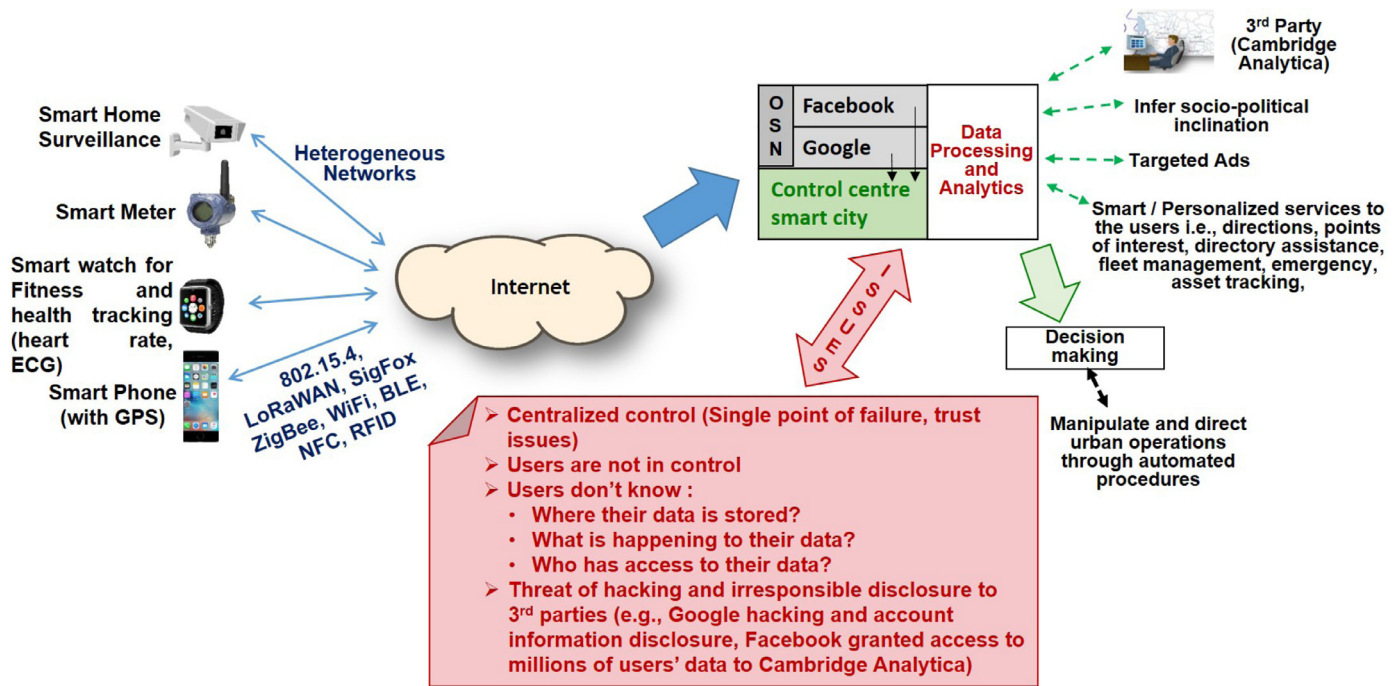 Smart Home
Surveillance
Smart Meter
Smart watch for
Fitness and
health tracking
(heart rate,
ECG)
Smart Phone
(with GPS)
Heterogeneous
Networks
802.15.4,
LoRaWAN, SigFox
ZigBee, WiFi, BLE,
NFC, RFID
Internet
OSN
Facebook
Google
Control centre
smart city
Data
Processing
and
Analytics
3rd Party
(Cambridge
Analytica)
Infer socio-political
inclination
Targeted Ads
Smart / Personalized services to
the users i.e., directions, points
of interest, directory assistance,
fleet management, emergency,
asset tracking,
Decision
making
Manipulate and direct
urban operations
through automated
procedures
ISSUES
➢ Centralized control (Single point of failure, trust
issues)
➢ Users are not in control
➢ Users don't know :
• Where their data is stored?
• What is happening to their data?
• Who has access to their data?
➢ Threat of hacking and irresponsible disclosure to
3rd parties (e.g., Google hacking and account
information disclosure, Facebook granted access to
millions of users' data to Cambridge Analytica)